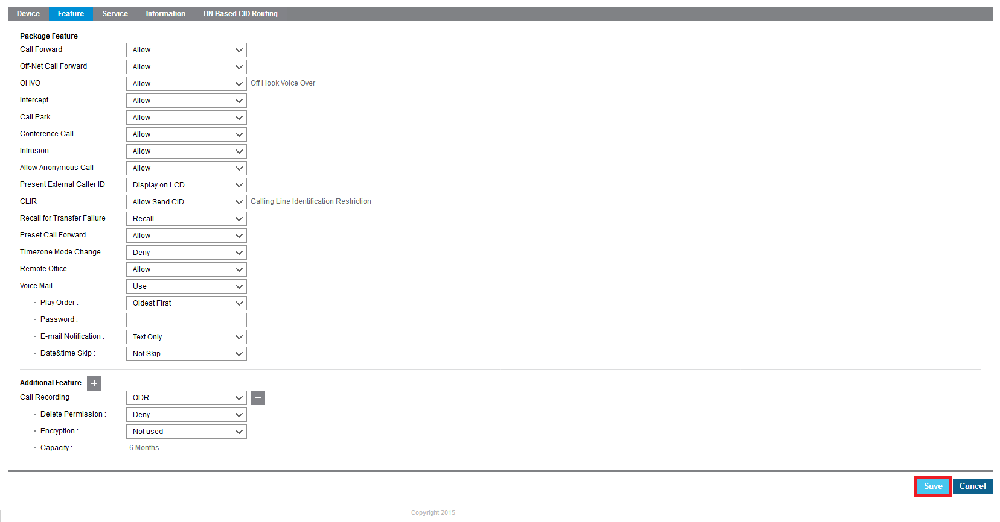 Device Feature Service Information DN Based CID Routing
Package Feature
Call Forward Allow
Off-Net Call Forward Allow
OHVO Allow Off Hook Voice Over
Intercept Allow
Call Park Allow
Conference Call Allow
Intrusion Allow
Allow Anonymous Call Allow
Present External Caller ID Display on LCD
CLIR Allow Send CID Calling Line Identification Restriction
Recall for Transfer Failure Recall
Preset Call Forward Allow
Timezone Mode Change Deny
Remote Office Allow
Voice Mail Use
· Play Order : Oldest First
· Password :
· E-mail Notification : Text Only
· Date&time Skip : Not Skip
Additional Feature +
Call Recording ODR −
· Delete Permission : Deny
· Encryption : Not used
· Capacity : 6 Months
Save Cancel
Copyright 2015